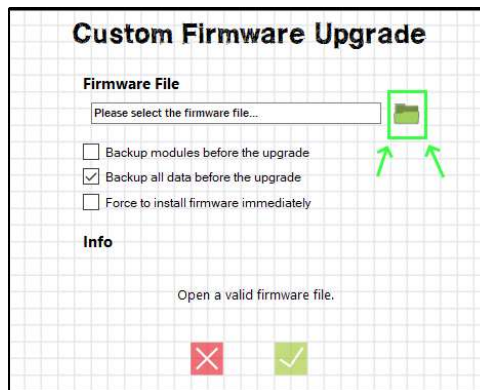 Custom Firmware Upgrade
Firmware File
Please select the firmware file...
Backup modules before the upgrade
Backup all data before the upgrade
Force to install firmware immediately
Info
Open a valid firmware file.